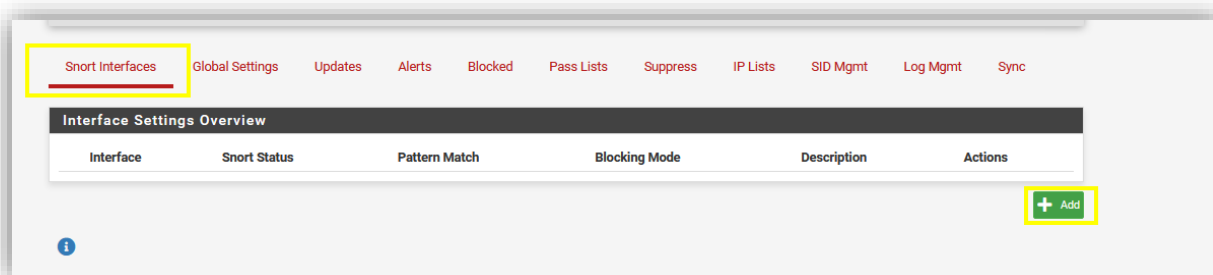 Snort Interfaces Global Settings Updates Alerts Blocked Pass Lists Suppress IP Lists SID Mgmt Log Mgmt Sync
Interface Settings Overview
Interface Snort Status Pattern Match Blocking Mode Description Actions
Add